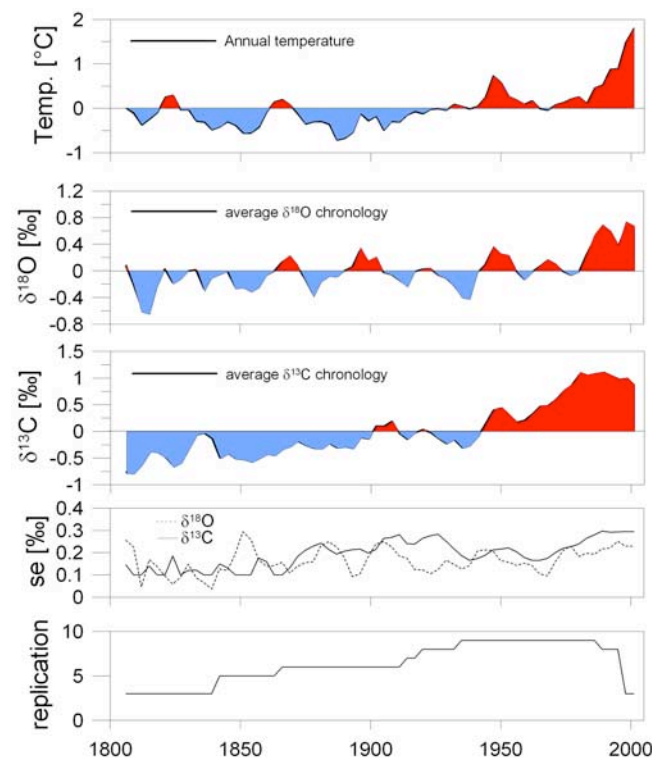 Temp. [°C]
2
1
0
-1
Annual temperature
δ18O [‰]
1.2
0.8
0.4
0
-0.4
-0.8
average δ18O chronology
δ13C [‰]
1.5
1
0.5
0
-0.5
-1
average δ13C chronology
se [‰]
0.4
0.3
0.2
0.1
0
δ18O
δ13C
replication
10
5
0
1800 1850 1900 1950 2000